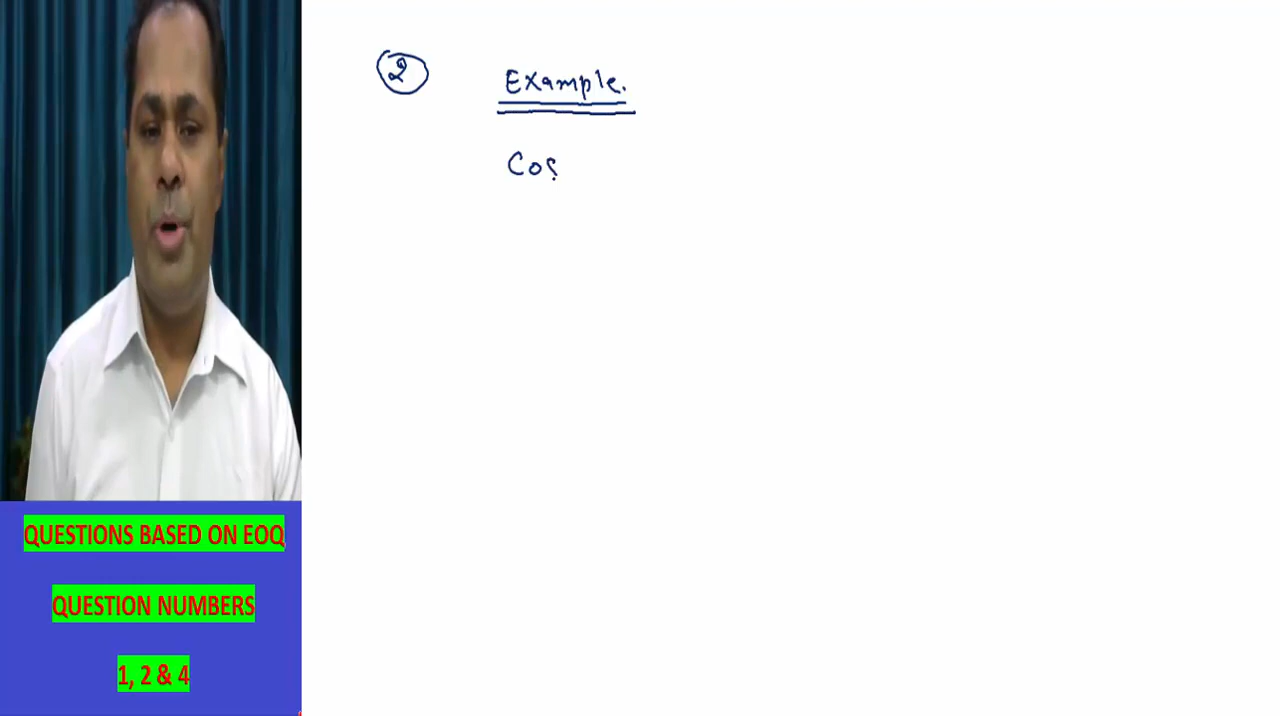 2 Example.
Cos
QUESTIONS BASED ON EOQ
QUESTION NUMBERS
1, 2 & 4